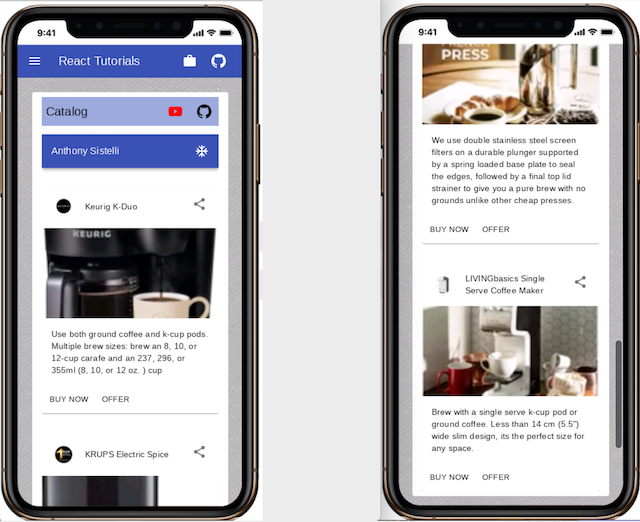 9:41
React Tutorials
Catalog
Anthony Sistelli
Keurig K-Duo
KEURIG
Use both ground coffee and k-cup pods.
Multiple brew sizes: brew an 8, 10, or
12-cup carafe and an 237, 296, or
355ml (8, 10, or 12 oz. ) cup
BUY NOW OFFER
KRUPS Electric Spice
9:41
FRENCH
PRESS
We use double stainless steel screen
filters on a durable plunger supported
by a spring loaded base plate to seal
the edges, followed by a final top lid
strainer to give you a pure brew with no
grounds unlike other cheap presses.
BUY NOW OFFER
LIVINGbasics Single
Serve Coffee Maker
Brew with a single serve k-cup pod or
ground coffee. Less than 14 cm (5.5")
wide slim design, its the perfect size for
any space.
BUY NOW OFFER